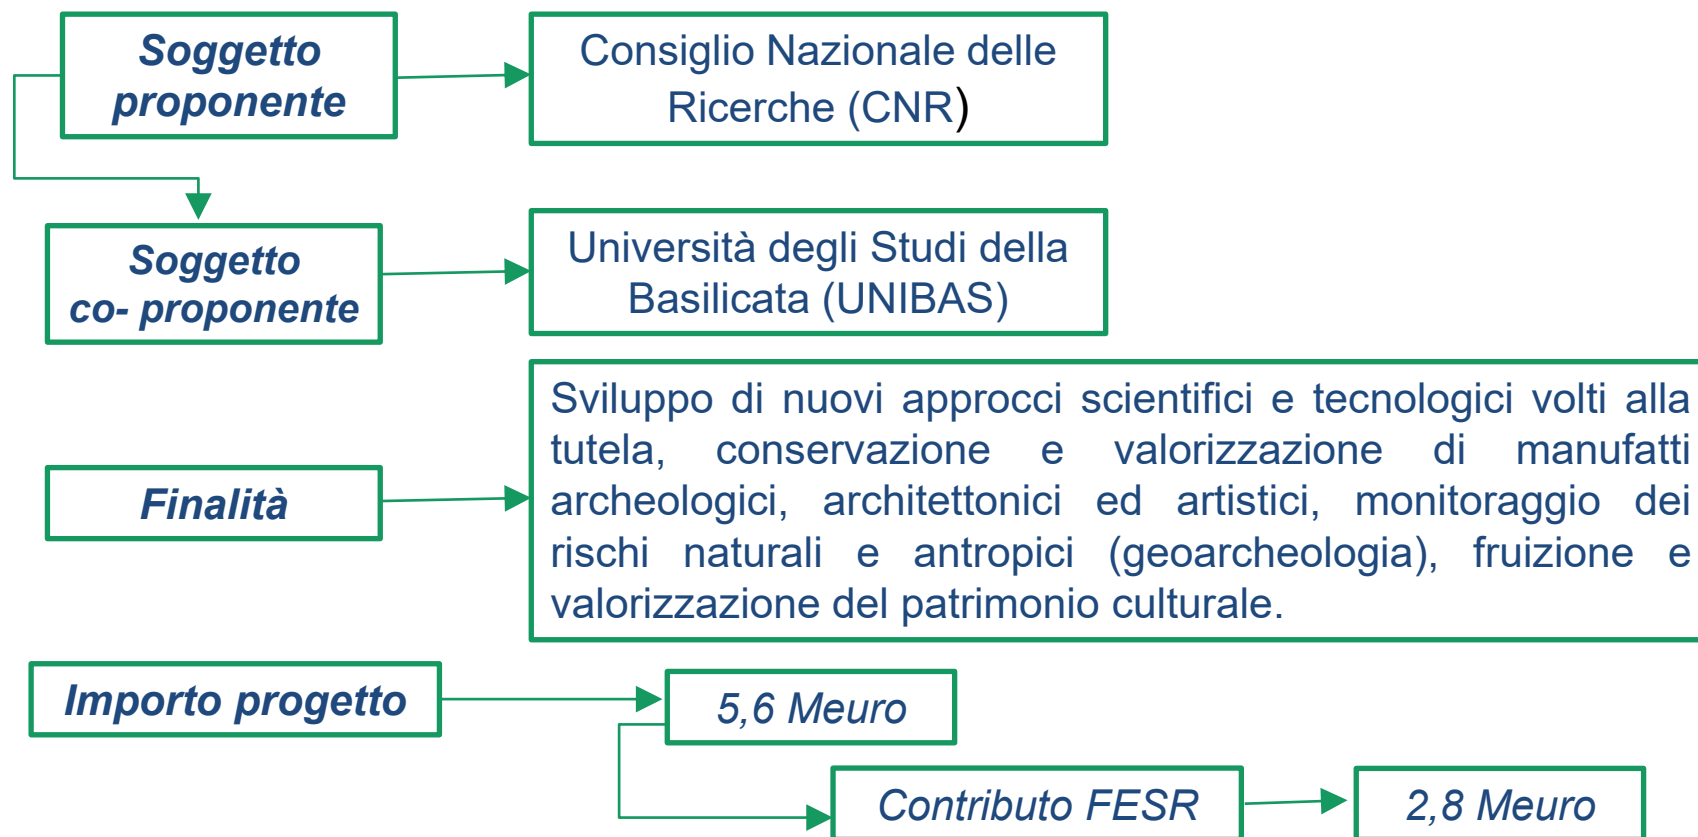 Soggetto
proponente
Consiglio Nazionale delle
Ricerche (CNR)
Soggetto
co- proponente
Università degli Studi della
Basilicata (UNIBAS)
Finalità
Sviluppo di nuovi approcci scientifici e tecnologici volti alla
tutela, conservazione e valorizzazione di manufatti
archeologici, architettonici ed artistici, monitoraggio dei
rischi naturali e antropici (geoarcheologia), fruizione e
valorizzazione del patrimonio culturale.
Importo progetto
5,6 Meuro
Contributo FESR
2,8 Meuro